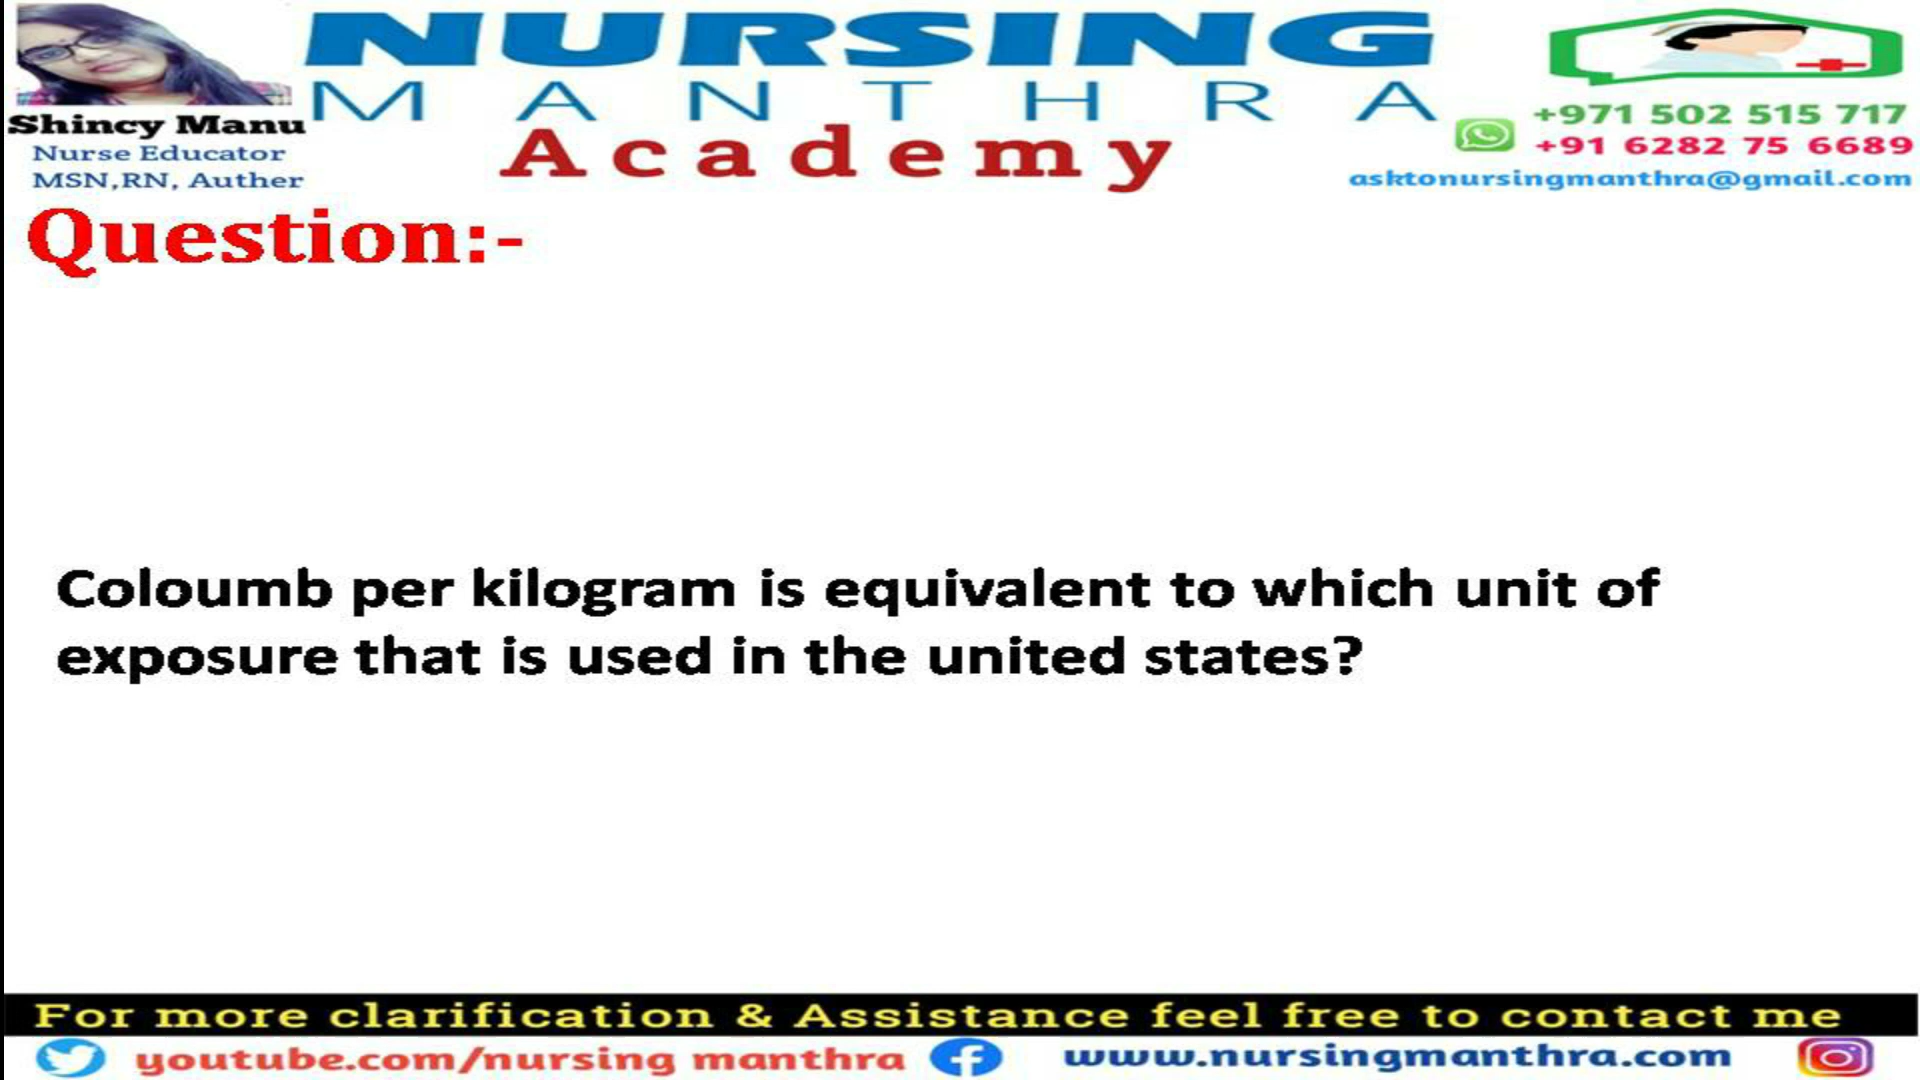 NURSING
MANTHRA
Academy
Shincy Manu
Nurse Educator
MSN,RN, Auther
+971 502 515 717
+91 6282 75 6689
asktonursingmanthra@gmail.com
Question:-
Coloumb per kilogram is equivalent to which unit of
exposure that is used in the united states?
For more clarification & Assistance feel free to contact me
youtube.com/nursing manthra
www.nursingmanthra.com